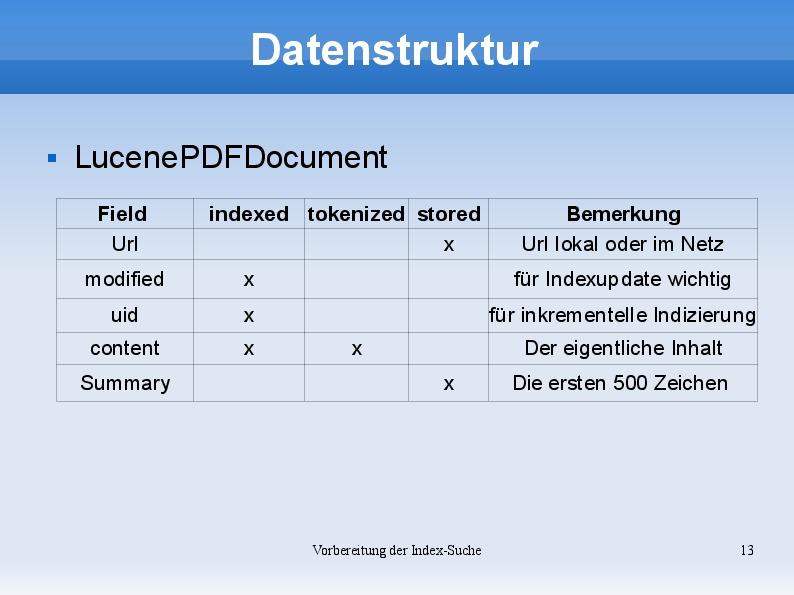 Datenstruktur
LucenePDFDocument
Field indexed tokenized stored Bemerkung
Url x Url lokal oder im Netz
modified x für Indexupdate wichtig
uid x für inkrementelle Indizierung
content x x Der eigentliche Inhalt
Summary x Die ersten 500 Zeichen
Vorbereitung der Index-Suche 13